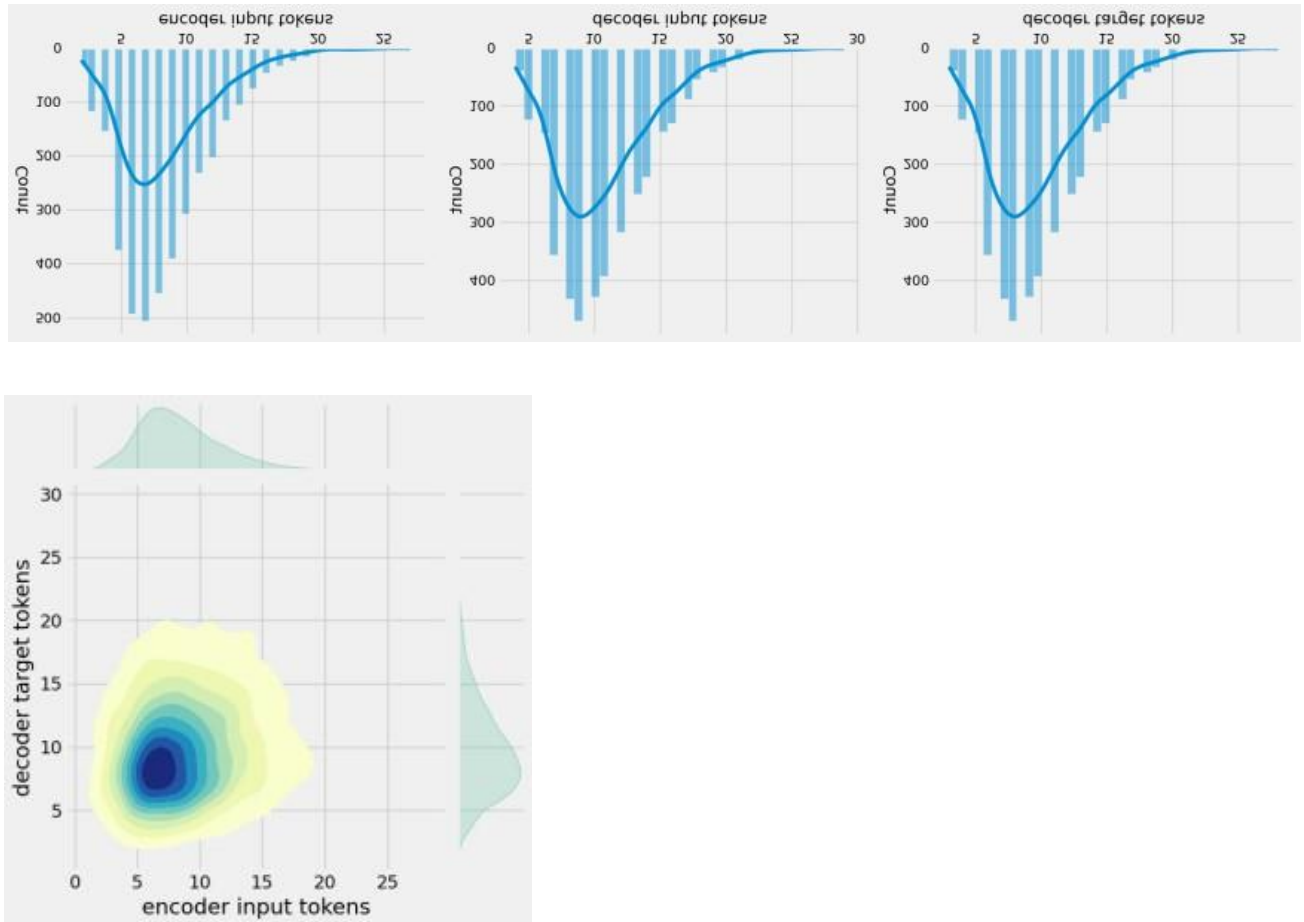 encoder input tokens
decoder input tokens
decoder target tokens
5 10 15 20 25
5 10 15 20 25 30
5 10 15 20 25
0
100
200
300
400
500
Count
0
100
200
300
400
Count
0
100
200
300
400
Count
30
25
20
15
10
5
decoder target tokens
0 5 10 15 20 25
encoder input tokens